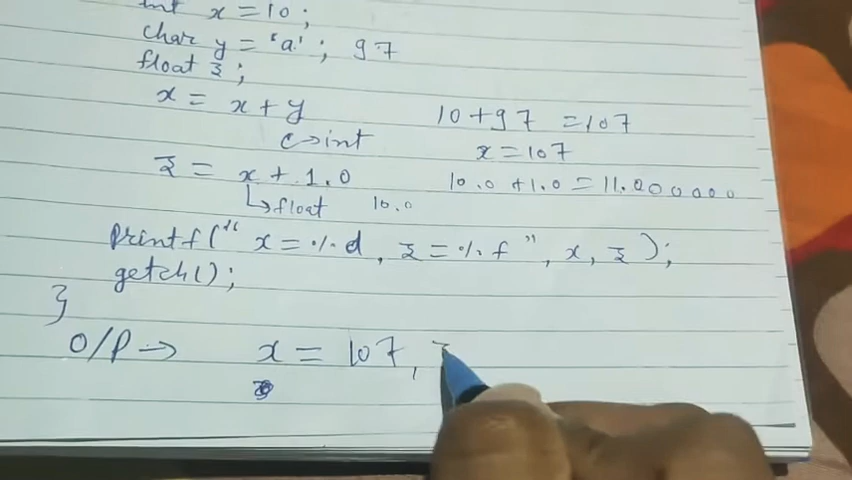 int x = 10 ;
char y = 'a' ; 97
float z ;
x = x + y 10 + 97 = 107
c → int x = 107
z = x + 1.0 10.0 + 1.0 = 11.000000
↳ float 10.0
printf(" x = %d , z = %f " , x , z ) ;
getch() ;
}
O/P → x = 107 , z